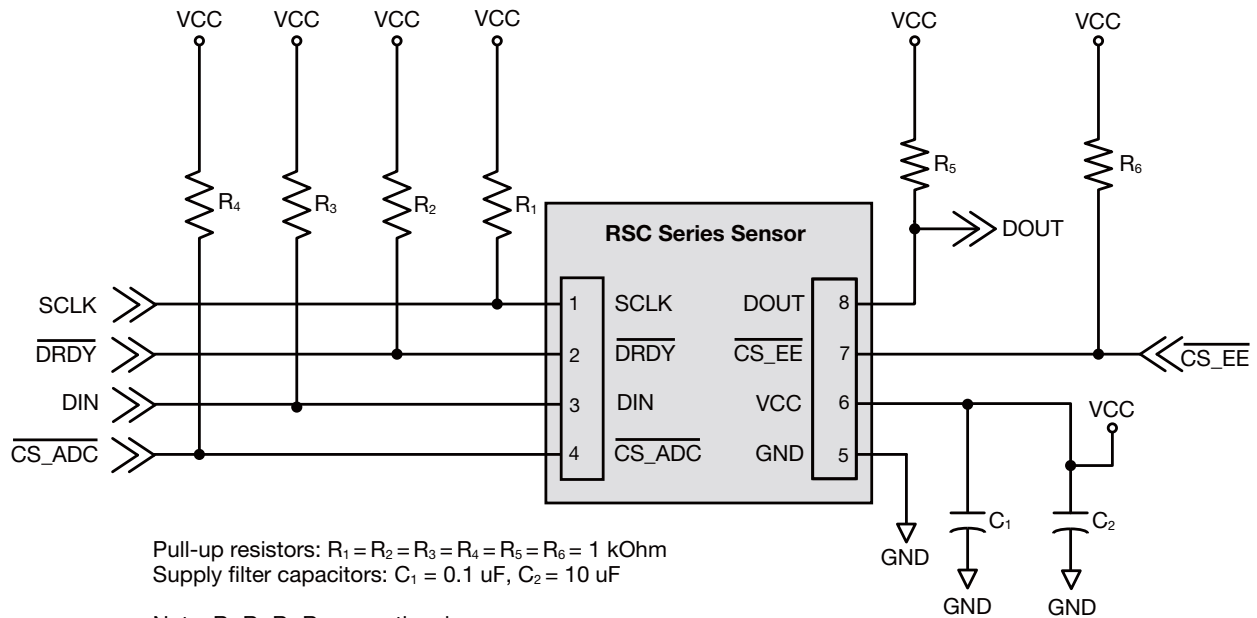 VCC VCC VCC VCC VCC VCC
R₄ R₃ R₂ R₁ R₅ R₆
RSC Series Sensor
DOUT
SCLK 1 SCLK DOUT 8
DRDY 2 DRDY CS_EE 7 CS_EE
DIN 3 DIN VCC 6 VCC
CS_ADC 4 CS_ADC GND 5
C₁ C₂
GND
GND GND
Pull-up resistors: R₁ = R₂ = R₃ = R₄ = R₅ = R₆ = 1 kOhm
Supply filter capacitors: C₁ = 0.1 uF, C₂ = 10 uF